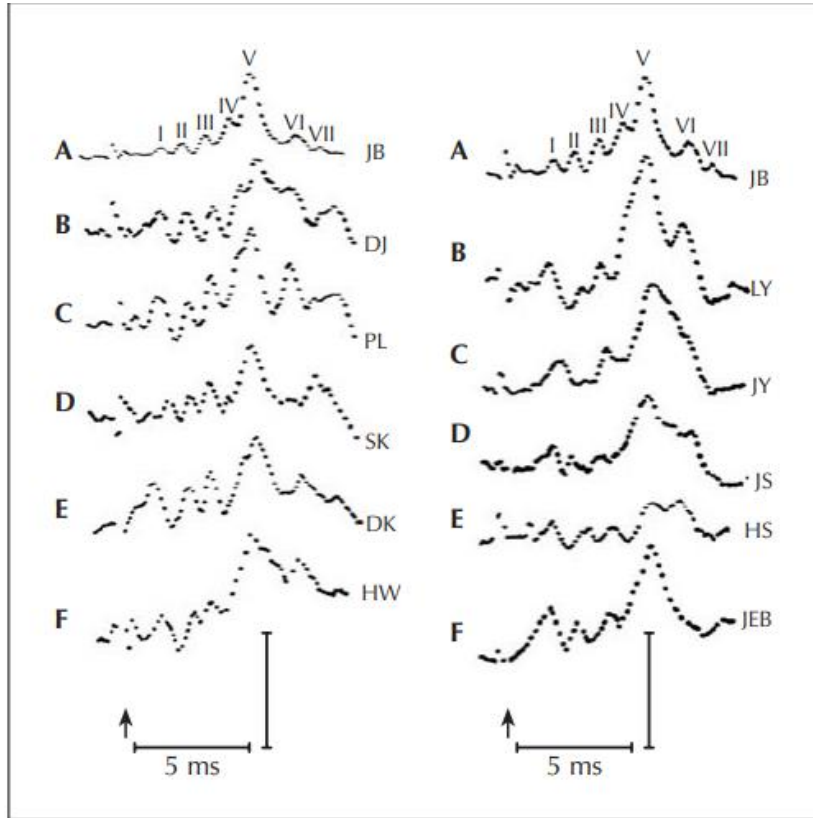 V
I II III IV VI VII
A JB
B DJ
C PL
D SK
E DK
F HW
5 ms
V
I II III IV VI VII
A JB
B LY
C JY
D JS
E HS
F JEB
5 ms